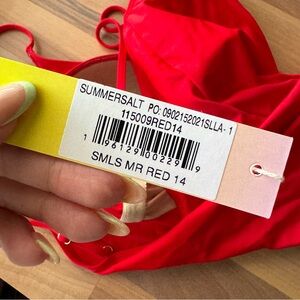 SUMMERSALT PO: 0902152021SLLA- 1
115009RED14
1 96129 00229 9
SMLS MR RED 14